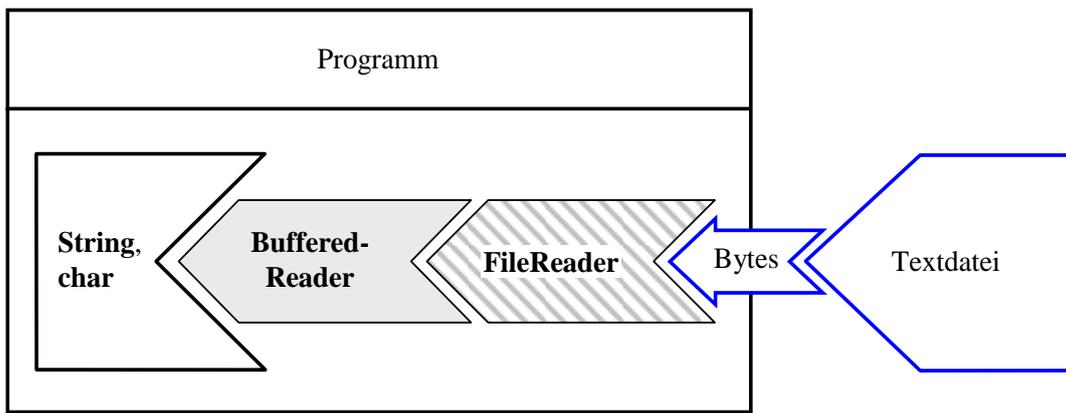 Programm
String,
char
Buffered-
Reader
FileReader
Bytes
Textdatei